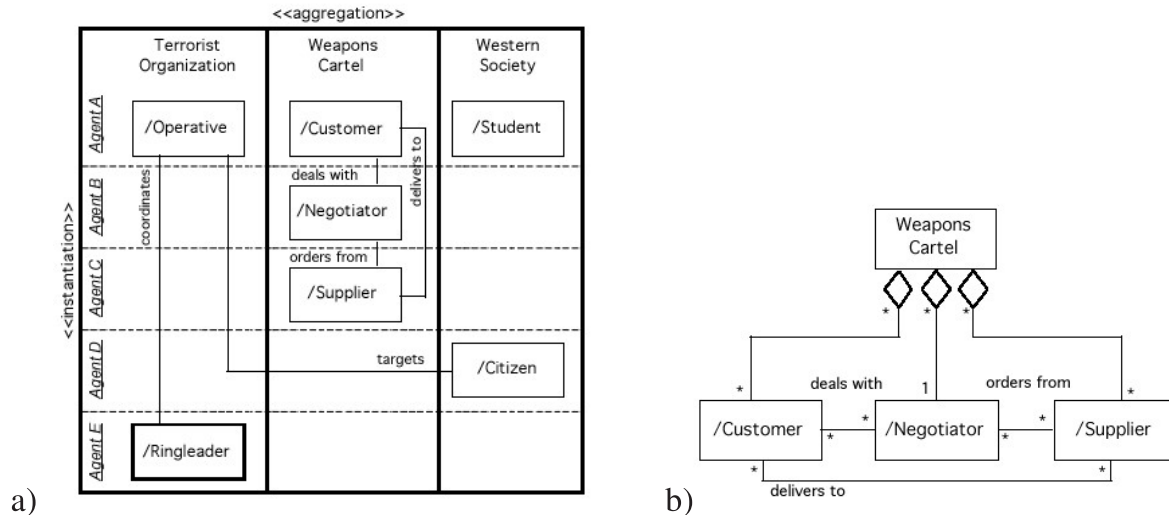 <<aggregation>>
Terrorist
Organization
Weapons
Cartel
Western
Society
<<instantiation>>
Agent A
/Operative
/Customer
/Student
delivers to
coordinates
deals with
Agent B
/Negotiator
orders from
Agent C
/Supplier
Agent D
targets
/Citizen
Agent E
/Ringleader
a)
Weapons
Cartel
* * *
* deals with 1 orders from *
/Customer * * /Negotiator * * /Supplier
* *
delivers to
b)